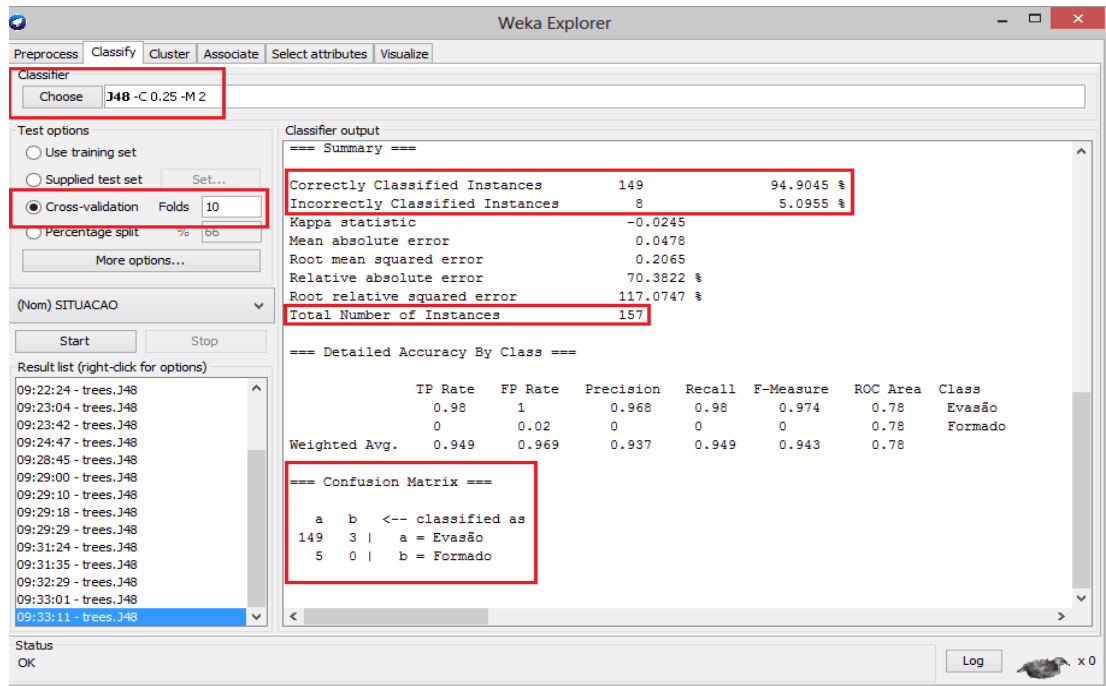 Weka Explorer
Preprocess Classify Cluster Associate Select attributes Visualize
Classifier
Choose J48 -C 0.25 -M 2
Test options
Use training set
Supplied test set Set...
Cross-validation Folds 10
Percentage split % 66
More options...
(Nom) SITUACAO
Start Stop
Result list (right-click for options)
09:22:24 - trees.J48
09:23:04 - trees.J48
09:23:42 - trees.J48
09:24:47 - trees.J48
09:28:45 - trees.J48
09:29:00 - trees.J48
09:29:10 - trees.J48
09:29:18 - trees.J48
09:29:29 - trees.J48
09:31:24 - trees.J48
09:31:35 - trees.J48
09:32:29 - trees.J48
09:33:01 - trees.J48
09:33:11 - trees.J48
Classifier output
=== Summary ===
Correctly Classified Instances 149 94.9045 %
Incorrectly Classified Instances 8 5.0955 %
Kappa statistic -0.0245
Mean absolute error 0.0478
Root mean squared error 0.2065
Relative absolute error 70.3822 %
Root relative squared error 117.0747 %
Total Number of Instances 157
=== Detailed Accuracy By Class ===
TP Rate FP Rate Precision Recall F-Measure ROC Area Class
0.98 1 0.968 0.98 0.974 0.78 Evasão
0 0.02 0 0 0 0.78 Formado
Weighted Avg. 0.949 0.969 0.937 0.949 0.943 0.78
=== Confusion Matrix ===
a b <-- classified as
149 3 | a = Evasão
5 0 | b = Formado
Status
OK
Log
x 0